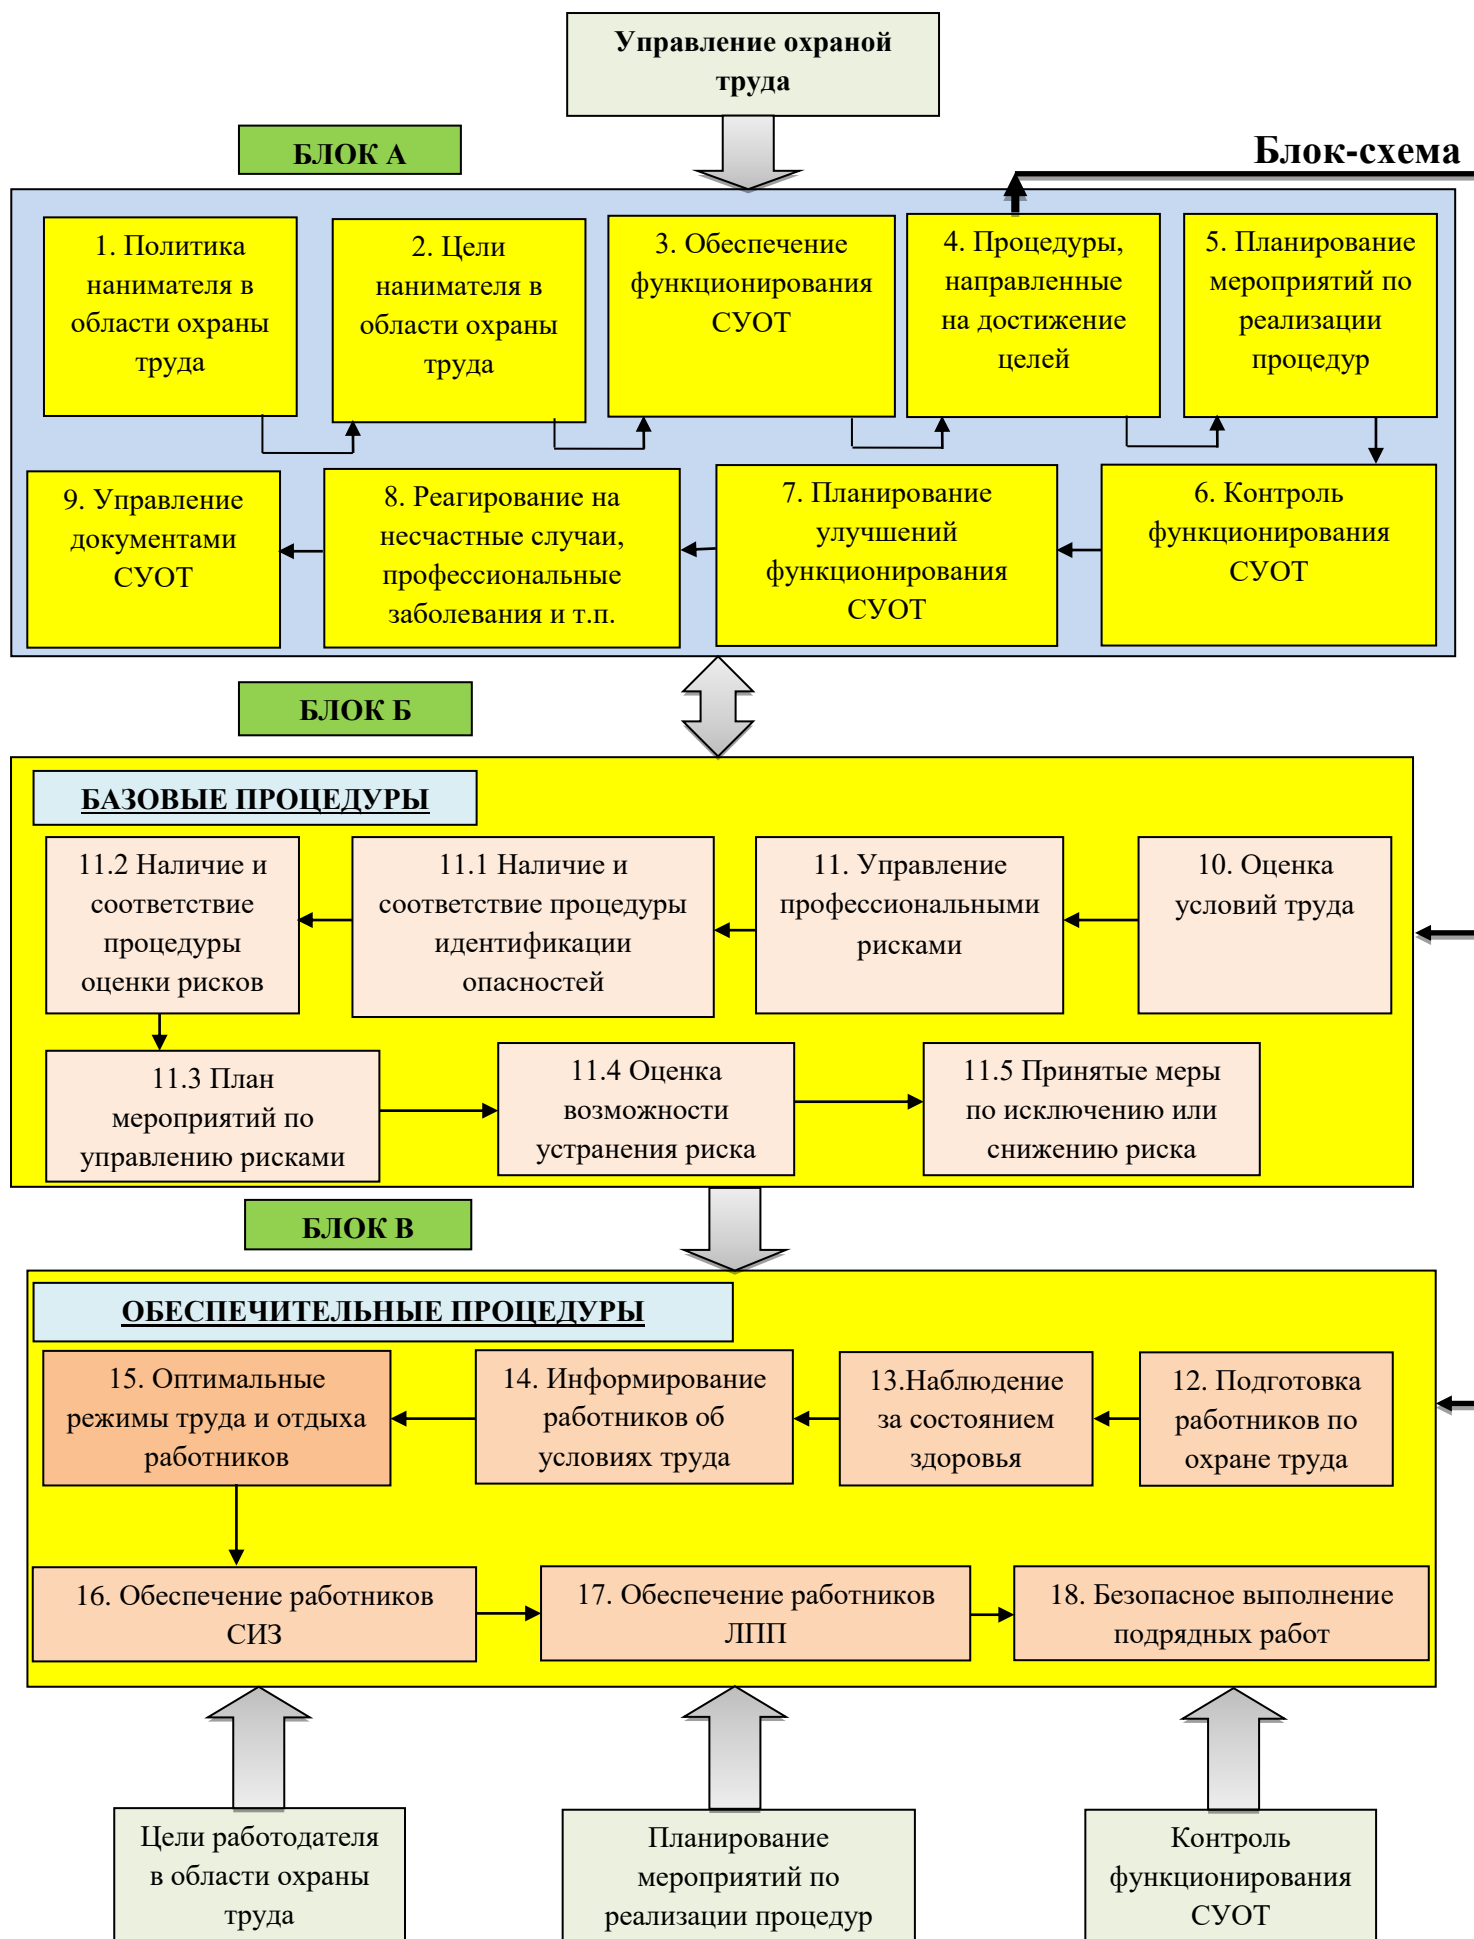 Управление охраной
труда
БЛОК А
Блок-схема
1. Политика
нанимателя в
области охраны
труда
2. Цели
нанимателя в
области охраны
труда
3. Обеспечение
функционирования
СУОТ
4. Процедуры,
направленные
на достижение
целей
5. Планирование
мероприятий по
реализации
процедур
9. Управление
документами
СУОТ
8. Реагирование на
несчастные случаи,
профессиональные
заболевания и т.п.
7. Планирование
улучшений
функционирования
СУОТ
6. Контроль
функционирования
СУОТ
БЛОК Б
БАЗОВЫЕ ПРОЦЕДУРЫ
11.2 Наличие и
соответствие
процедуры
оценки рисков
11.1 Наличие и
соответствие процедуры
идентификации
опасностей
11. Управление
профессиональными
рисками
10. Оценка
условий труда
11.3 План
мероприятий по
управлению рисками
11.4 Оценка
возможности
устранения риска
11.5 Принятые меры
по исключению или
снижению риска
БЛОК В
ОБЕСПЕЧИТЕЛЬНЫЕ ПРОЦЕДУРЫ
15. Оптимальные
режимы труда и отдыха
работников
14. Информирование
работников об
условиях труда
13.Наблюдение
за состоянием
здоровья
12. Подготовка
работников по
охране труда
16. Обеспечение работников
СИЗ
17. Обеспечение работников
ЛПП
18. Безопасное выполнение
подрядных работ
Цели работодателя
в области охраны
труда
Планирование
мероприятий по
реализации процедур
Контроль
функционирования
СУОТ